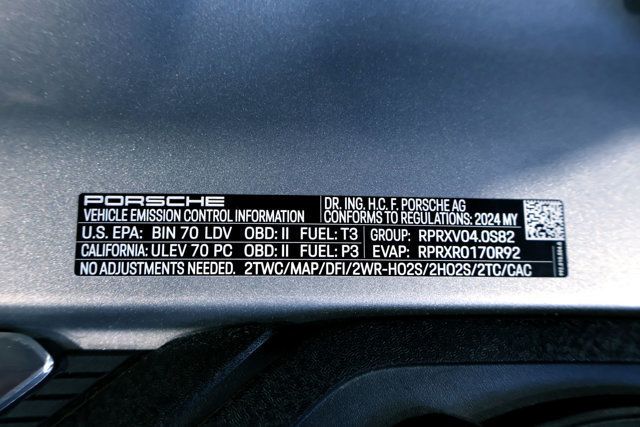 PORSCHE
VEHICLE EMISSION CONTROL INFORMATION
DR. ING. H.C. F. PORSCHE AG
CONFORMS TO REGULATIONS: 2024 MY
U.S. EPA: BIN 70 LDV OBD: II FUEL: T3 GROUP: RPRXV04.0S82
CALIFORNIA: ULEV 70 PC OBD: II FUEL: P3 EVAP: RPRXR0170R92
NO ADJUSTMENTS NEEDED. 2TWC/MAP/DFI/2WR-HO2S/2HO2S/2TC/CAC